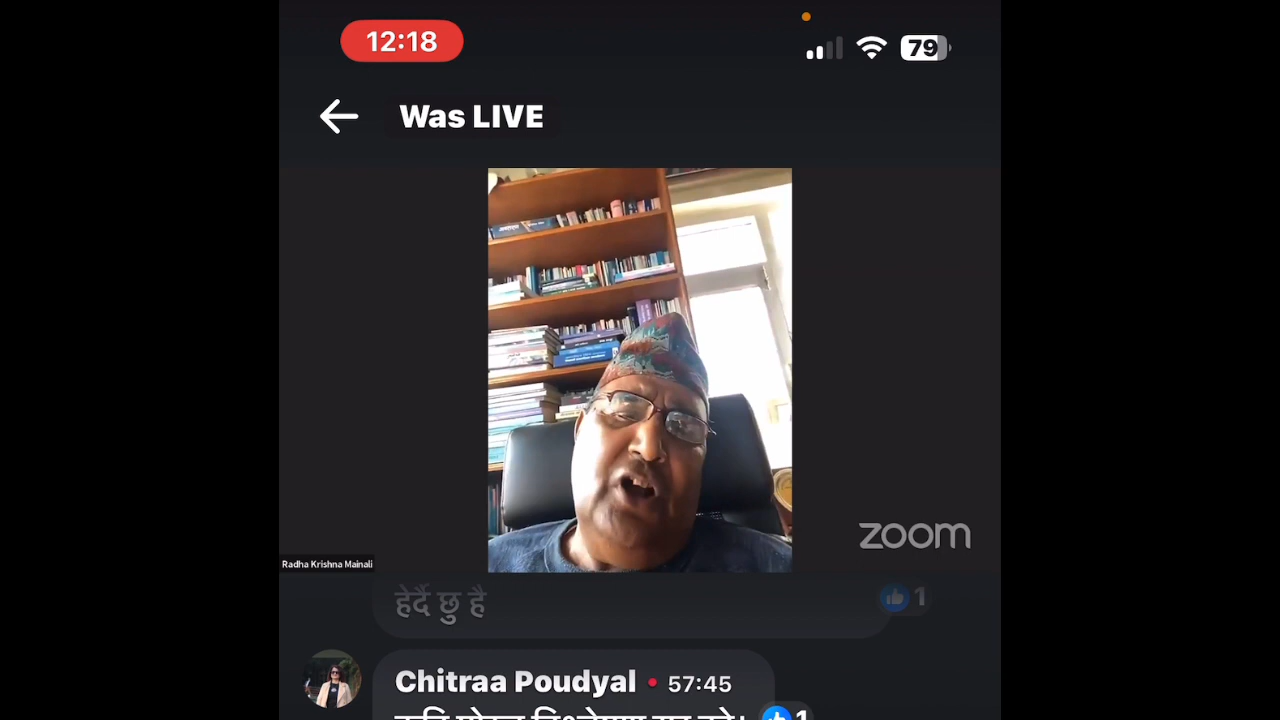 12:18
79
Was LIVE
zoom
Radha Krishna Mainali
हेर्दै छु है
1
Chitraa Poudyal • 57:45
1